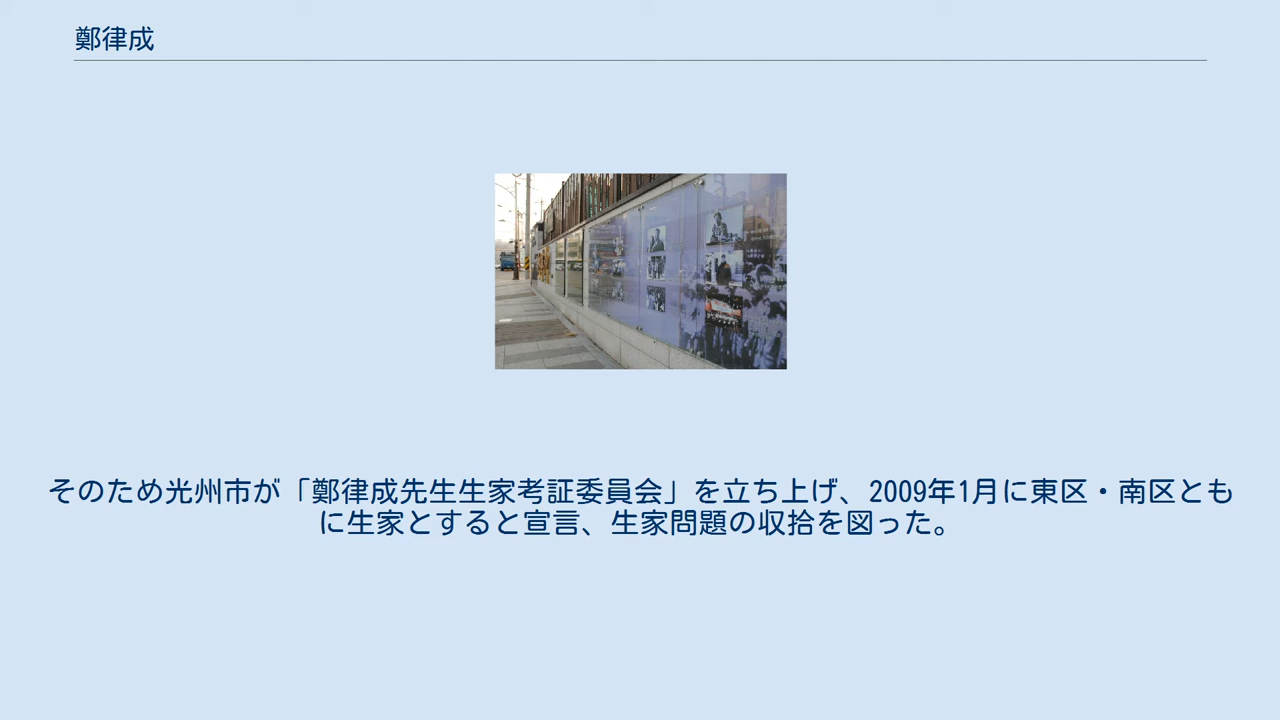 鄭律成
そのため光州市が「鄭律成先生生家考証委員会」を立ち上げ、2009年1月に東区・南区とも
に生家とすると宣言、生家問題の収拾を図った。